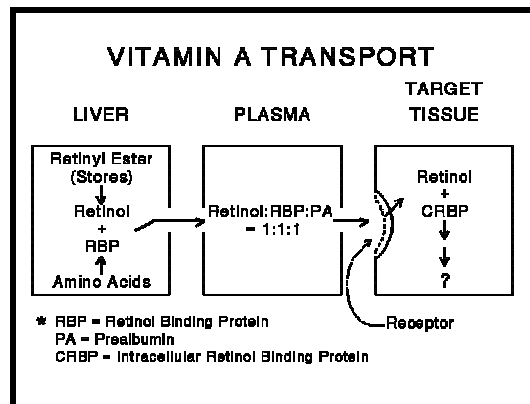 VITAMIN A TRANSPORT
LIVER
PLASMA
TARGET
TISSUE
Retinyl Ester
(Stores)
Retinol
+
RBP
Amino Acids
Retinol:RBP:PA
= 1:1:1
Retinol
+
CRBP
?
Receptor
* RBP = Retinol Binding Protein
PA = Prealbumin
CRBP = Intracellular Retinol Binding Protein